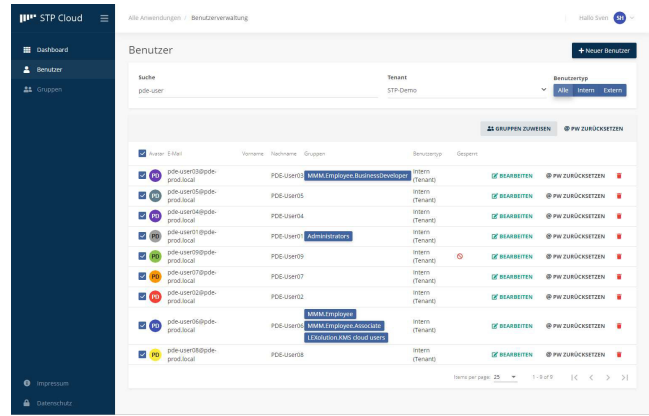 STP Cloud
Alle Anwendungen / Benutzerverwaltung
Hallo Sven SH
Dashboard
Benutzer
Gruppen
Impressum
Datenschutz
Benutzer
+ Neuer Benutzer
Suche Tenant Benutzertyp
pde-user STP-Demo Alle Intern Extern
GRUPPEN ZUWEISEN @ PW ZURÜCKSETZEN
Avatar E-Mail Vorname Nachname Gruppen Benutzertyp Gesperrt
PD pde-user03@pde-prod.local PDE-User03 MMM.Employee.BusinessDeveloper Intern (Tenant) BEARBEITEN @ PW ZURÜCKSETZEN
PD pde-user05@pde-prod.local PDE-User05 Intern (Tenant) BEARBEITEN @ PW ZURÜCKSETZEN
PD pde-user04@pde-prod.local PDE-User04 Intern (Tenant) BEARBEITEN @ PW ZURÜCKSETZEN
PD pde-user01@pde-prod.local PDE-User01 Administrators Intern (Tenant) BEARBEITEN @ PW ZURÜCKSETZEN
PD pde-user09@pde-prod.local PDE-User09 Intern (Tenant) BEARBEITEN @ PW ZURÜCKSETZEN
PD pde-user07@pde-prod.local PDE-User07 Intern (Tenant) BEARBEITEN @ PW ZURÜCKSETZEN
PD pde-user02@pde-prod.local PDE-User02 Intern (Tenant) BEARBEITEN @ PW ZURÜCKSETZEN
PD pde-user06@pde-prod.local PDE-User06 MMM.Employee MMM.Employee.Associate LEXolution.KMS cloud users Intern (Tenant) BEARBEITEN @ PW ZURÜCKSETZEN
PD pde-user08@pde-prod.local PDE-User08 Intern (Tenant) BEARBEITEN @ PW ZURÜCKSETZEN
Items per page: 25 1 - 9 of 9